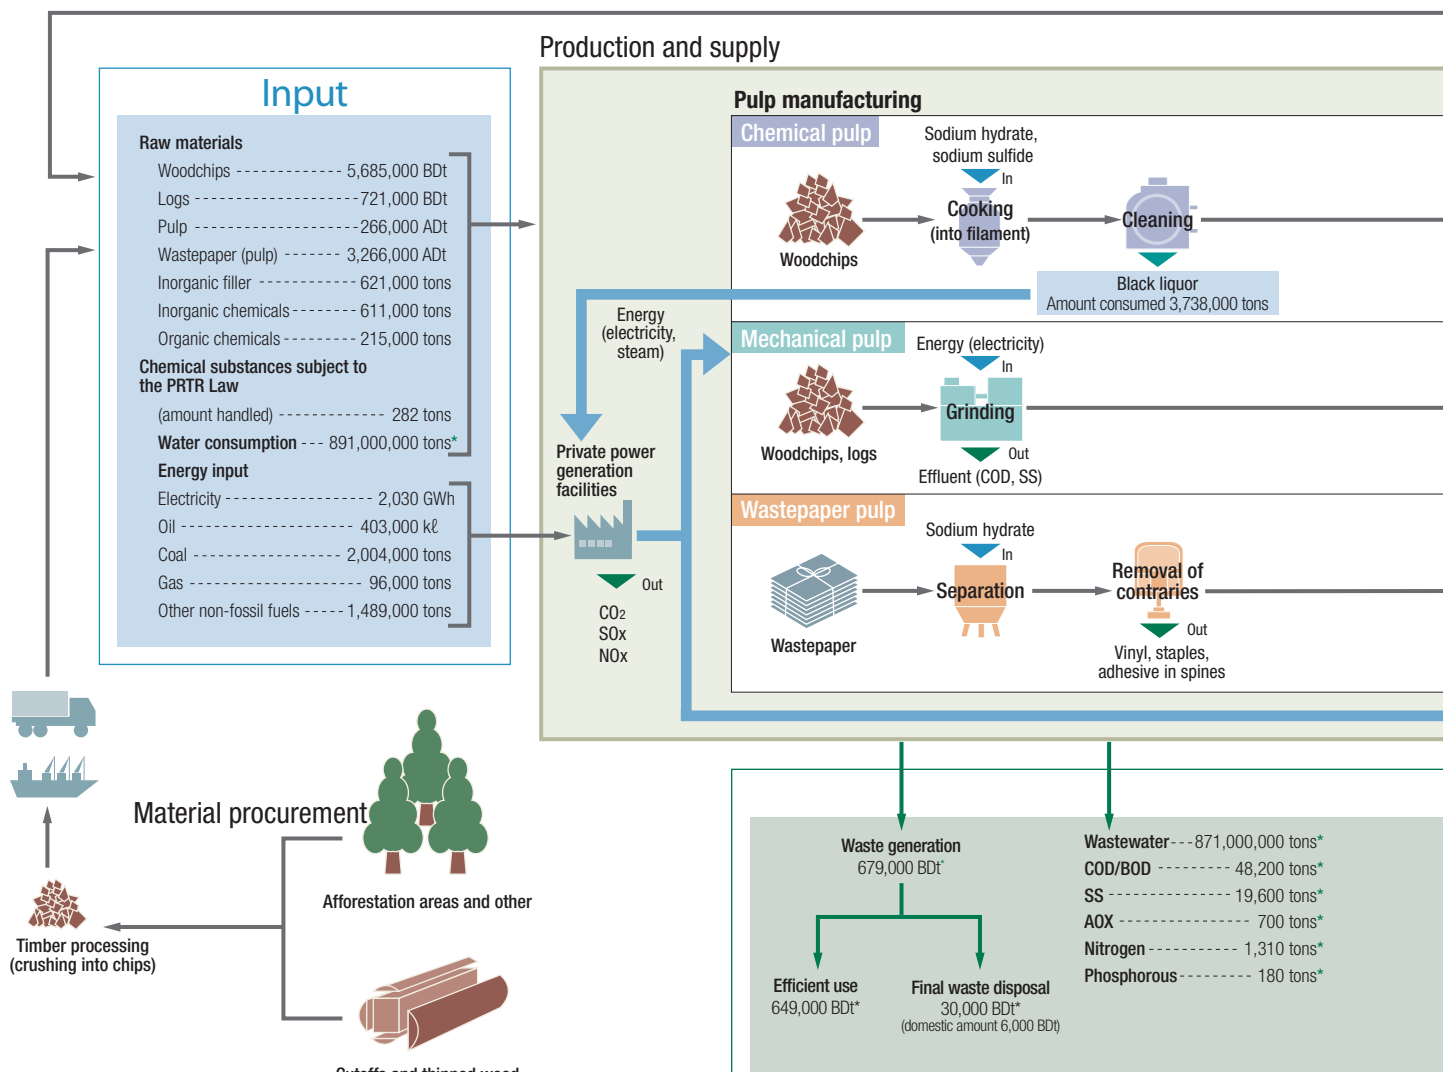 Production and supply
Input
Raw materials
Woodchips 5,685,000 BDt
Logs 721,000 BDt
Pulp 266,000 ADt
Wastepaper (pulp) 3,266,000 ADt
Inorganic filler 621,000 tons
Inorganic chemicals 611,000 tons
Organic chemicals 215,000 tons
Chemical substances subject to
the PRTR Law
(amount handled) 282 tons
Water consumption 891,000,000 tons*
Energy input
Electricity 2,030 GWh
Oil 403,000 kℓ
Coal 2,004,000 tons
Gas 96,000 tons
Other non-fossil fuels 1,489,000 tons
Energy
(electricity,
steam)
Private power
generation
facilities
Out
CO2
SOx
NOx
Pulp manufacturing
Chemical pulp
Sodium hydrate,
sodium sulfide
In
Woodchips
Cooking
(into filament)
Cleaning
Black liquor
Amount consumed 3,738,000 tons
Mechanical pulp
Energy (electricity)
In
Woodchips, logs
Grinding
Out
Effluent (COD, SS)
Wastepaper pulp
Sodium hydrate
In
Wastepaper
Separation
Removal of
contraries
Out
Vinyl, staples,
adhesive in spines
Material procurement
Afforestation areas and other
Timber processing
(crushing into chips)
Cutoffs and thinned wood
Waste generation
679,000 BDt*
Efficient use
649,000 BDt*
Final waste disposal
30,000 BDt*
(domestic amount 6,000 BDt)
Wastewater 871,000,000 tons*
COD/BOD 48,200 tons*
SS 19,600 tons*
AOX 700 tons*
Nitrogen 1,310 tons*
Phosphorous 180 tons*